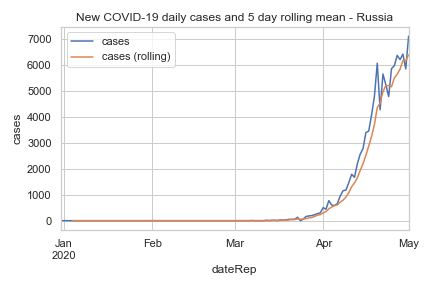 New COVID-19 daily cases and 5 day rolling mean - Russia
cases
cases (rolling)
7000
6000
5000
4000
3000
2000
1000
0
cases
Jan
2020
Feb
Mar
Apr
May
dateRep